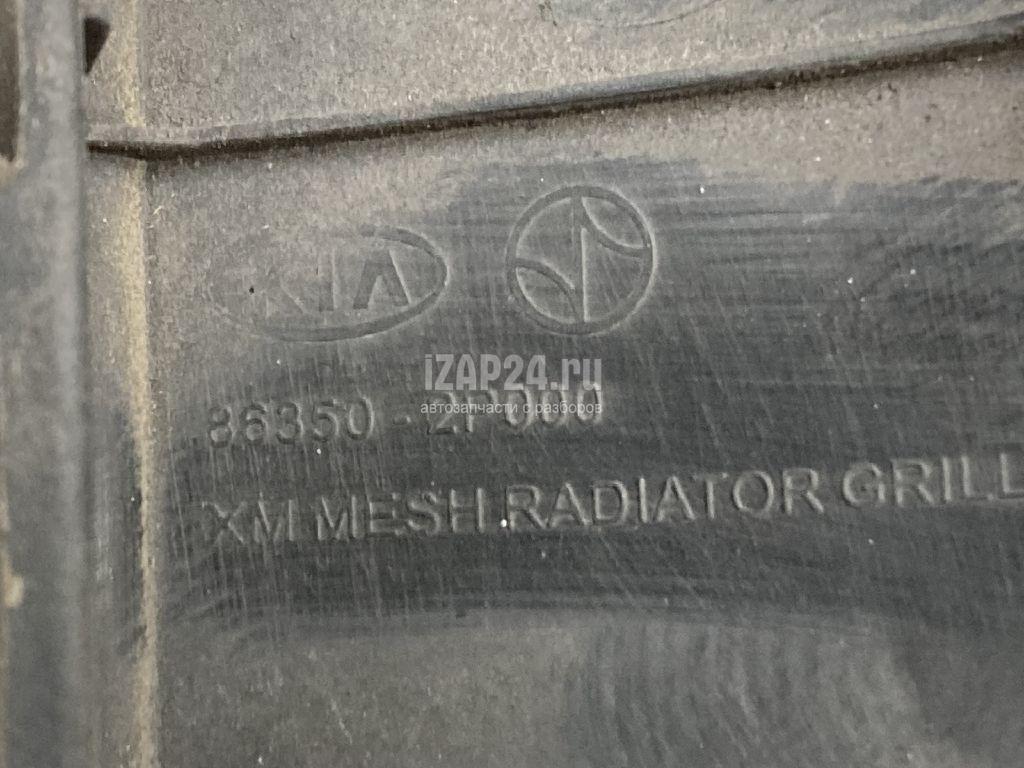 KIA
iZAP24.ru
автозапчасти с разборов
86350-2P000
XM MESH RADIATOR GRILL